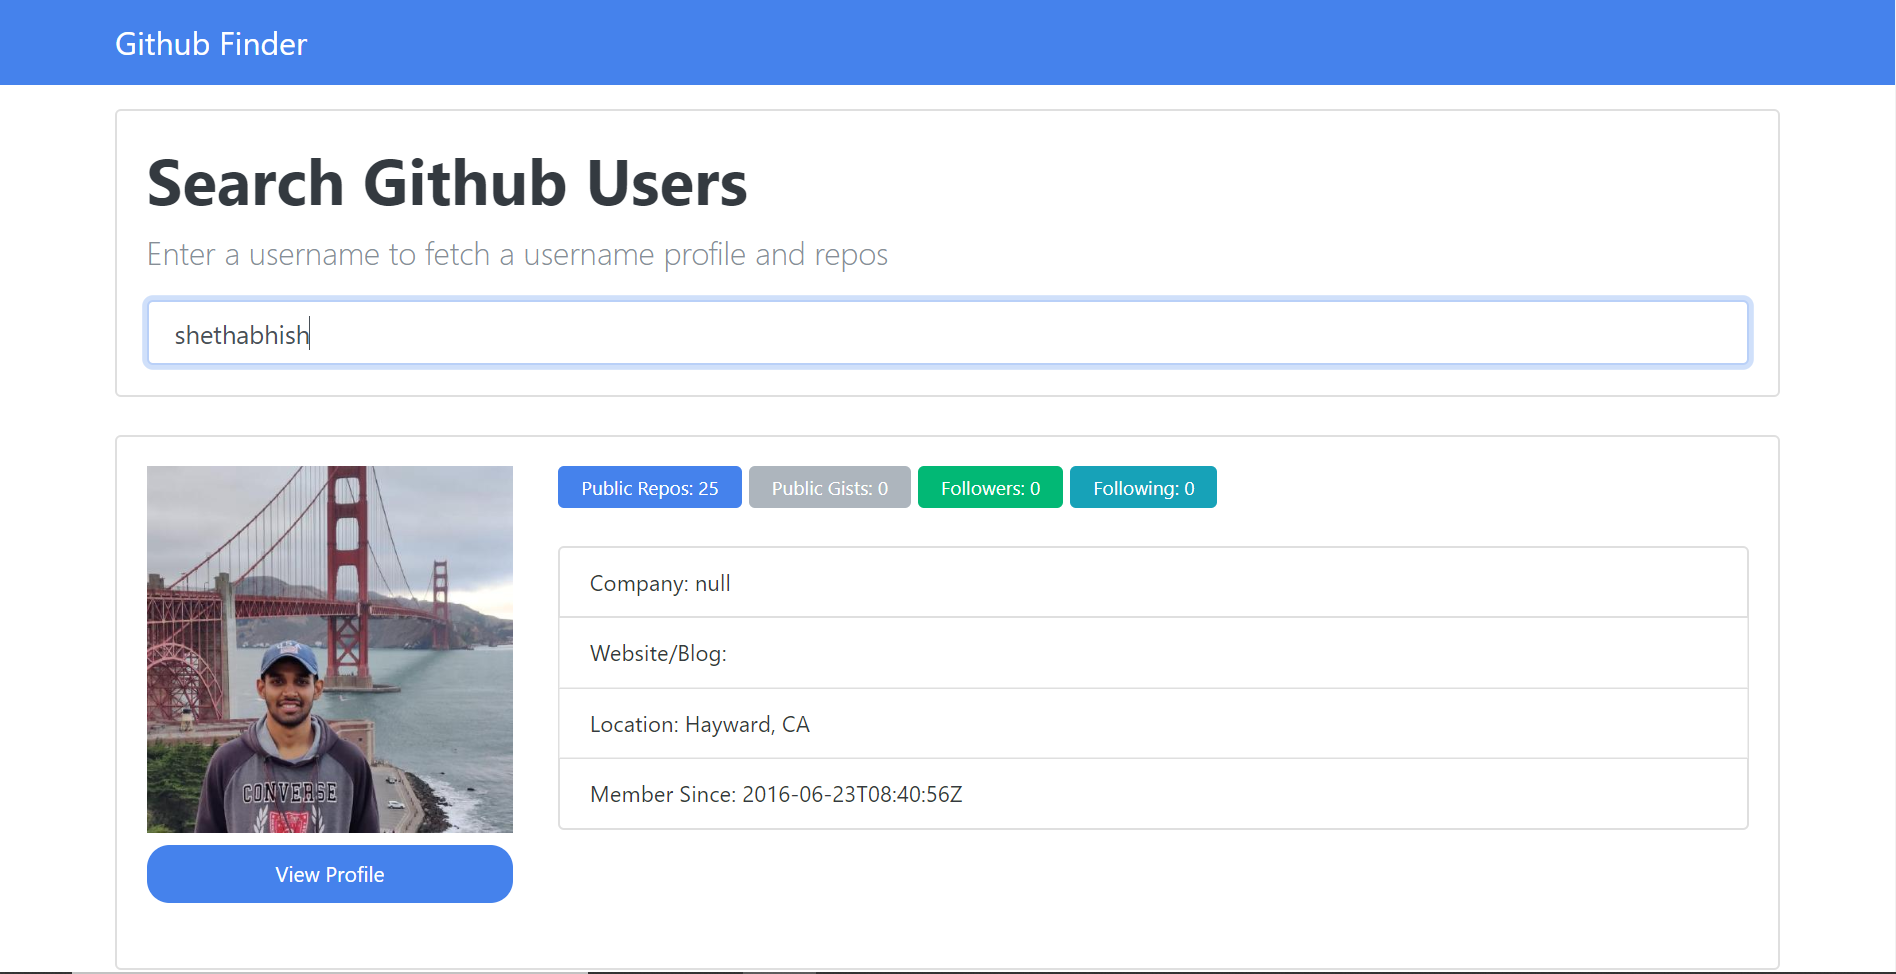 Github Finder
Search Github Users
Enter a username to fetch a username profile and repos
shethabhish
Public Repos: 25
Public Gists: 0
Followers: 0
Following: 0
Company: null
Website/Blog:
Location: Hayward, CA
Member Since: 2016-06-23T08:40:56Z
CONVERSE
View Profile